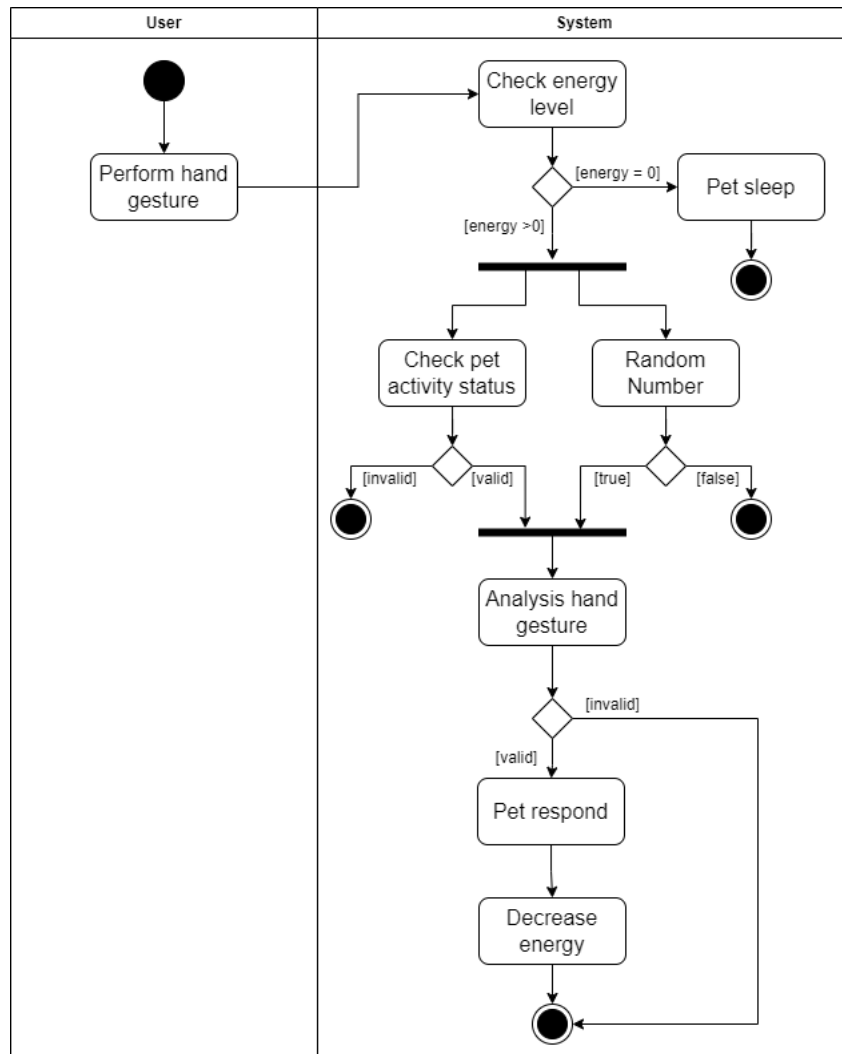 User
System
Check energy
level
Perform hand
gesture
[energy = 0]
Pet sleep
[energy >0]
Check pet
activity status
Random
Number
[invalid]
[valid]
[true]
[false]
Analysis hand
gesture
[invalid]
[valid]
Pet respond
Decrease
energy